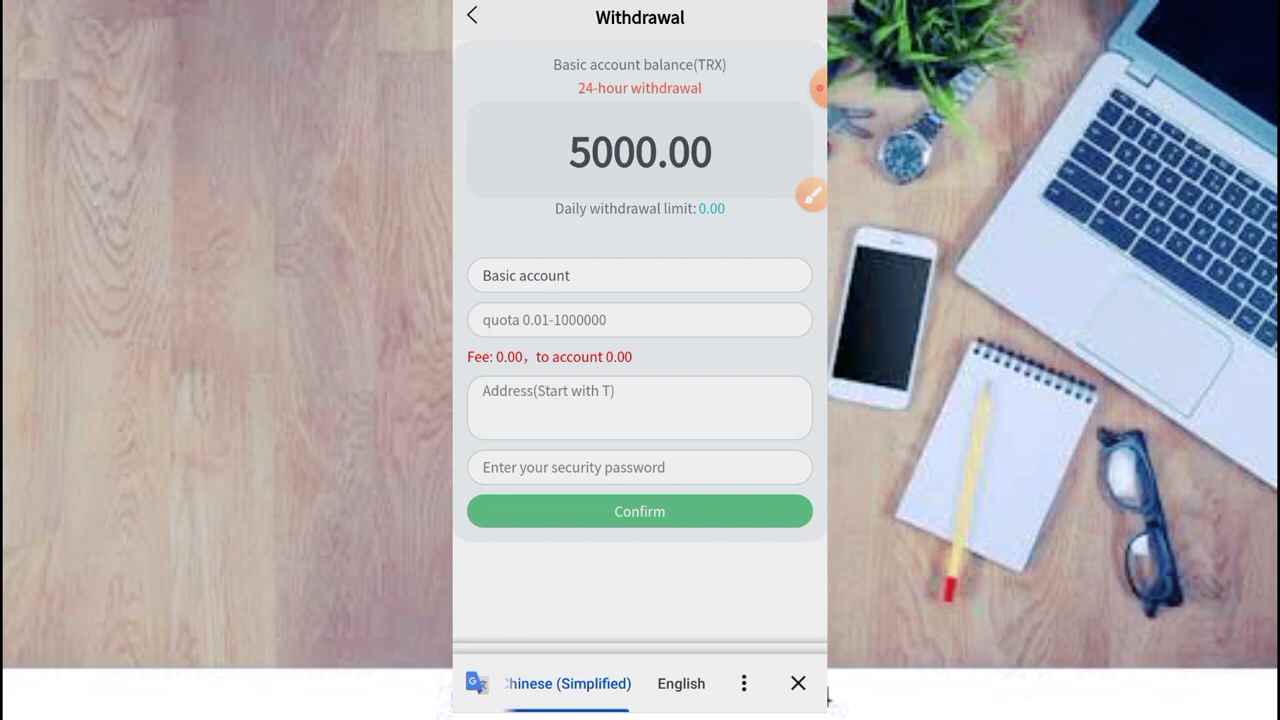 Withdrawal
Basic account balance(TRX)
24-hour withdrawal
5000.00
Daily withdrawal limit: 0.00
Basic account
quota 0.01-1000000
Fee: 0.00，to account 0.00
Address(Start with T)
Enter your security password
Confirm
Chinese (Simplified) English